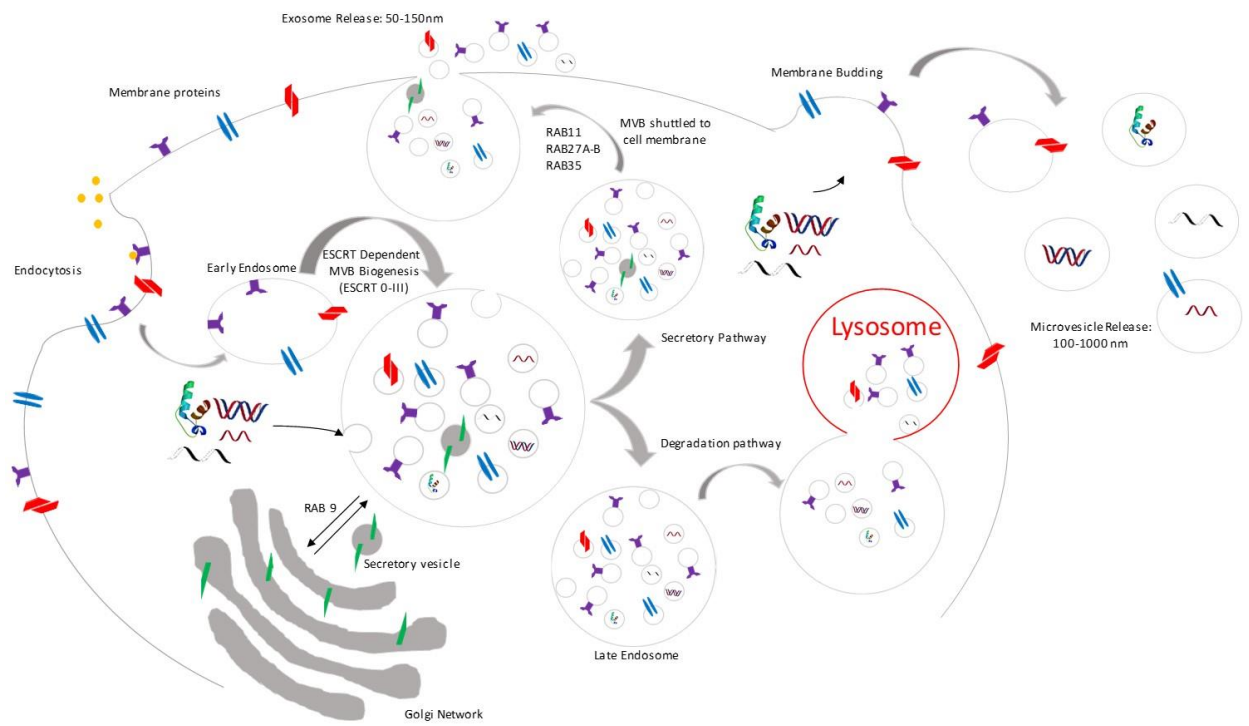 Exosome Release: 50-150nm
Membrane proteins
Membrane Budding
RAB11
RAB27A-B
RAB35
MVB shuttled to
cell membrane
Endocytosis
Early Endosome
ESCRT Dependent
MVB Biogenesis
(ESCRT 0-III)
Lysosome
Microvesicle Release:
100-1000 nm
Secretory Pathway
Degradation pathway
RAB 9
Secretory vesicle
Late Endosome
Golgi Network